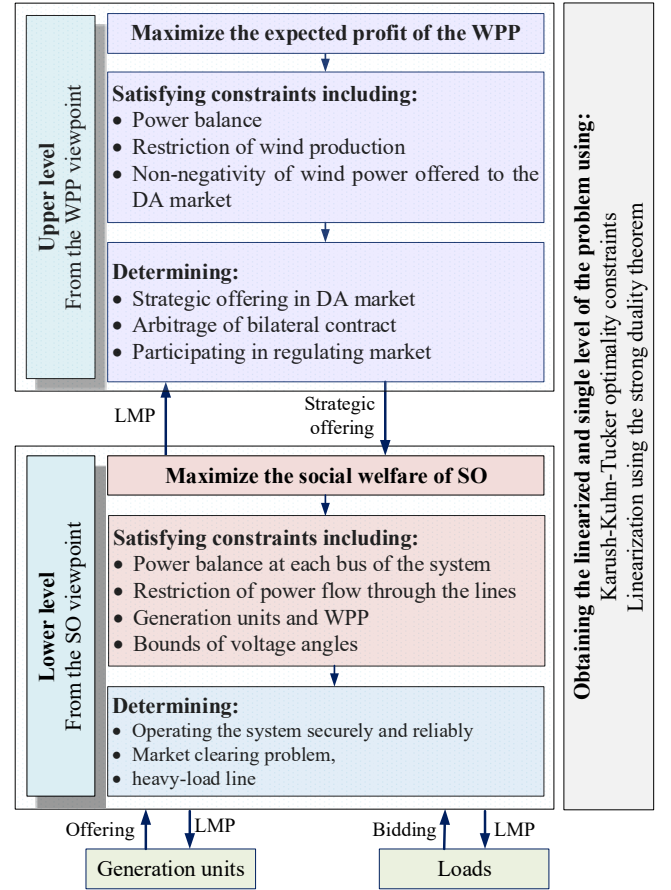 Maximize the expected profit of the WPP
Upper level
From the WPP viewpoint
Satisfying constraints including:
• Power balance
• Restriction of wind production
• Non-negativity of wind power offered to the
DA market
Determining:
• Strategic offering in DA market
• Arbitrage of bilateral contract
• Participating in regulating market
LMP
Strategic
offering
Lower level
From the SO viewpoint
Maximize the social welfare of SO
Satisfying constraints including:
• Power balance at each bus of the system
• Restriction of power flow through the lines
• Generation units and WPP
• Bounds of voltage angles
Determining:
• Operating the system securely and reliably
• Market clearing problem,
• heavy-load line
Offering
LMP
Bidding
LMP
Generation units
Loads
Obtaining the linearized and single level of the problem using:
Karush-Kuhn-Tucker optimality constraints
Linearization using the strong duality theorem